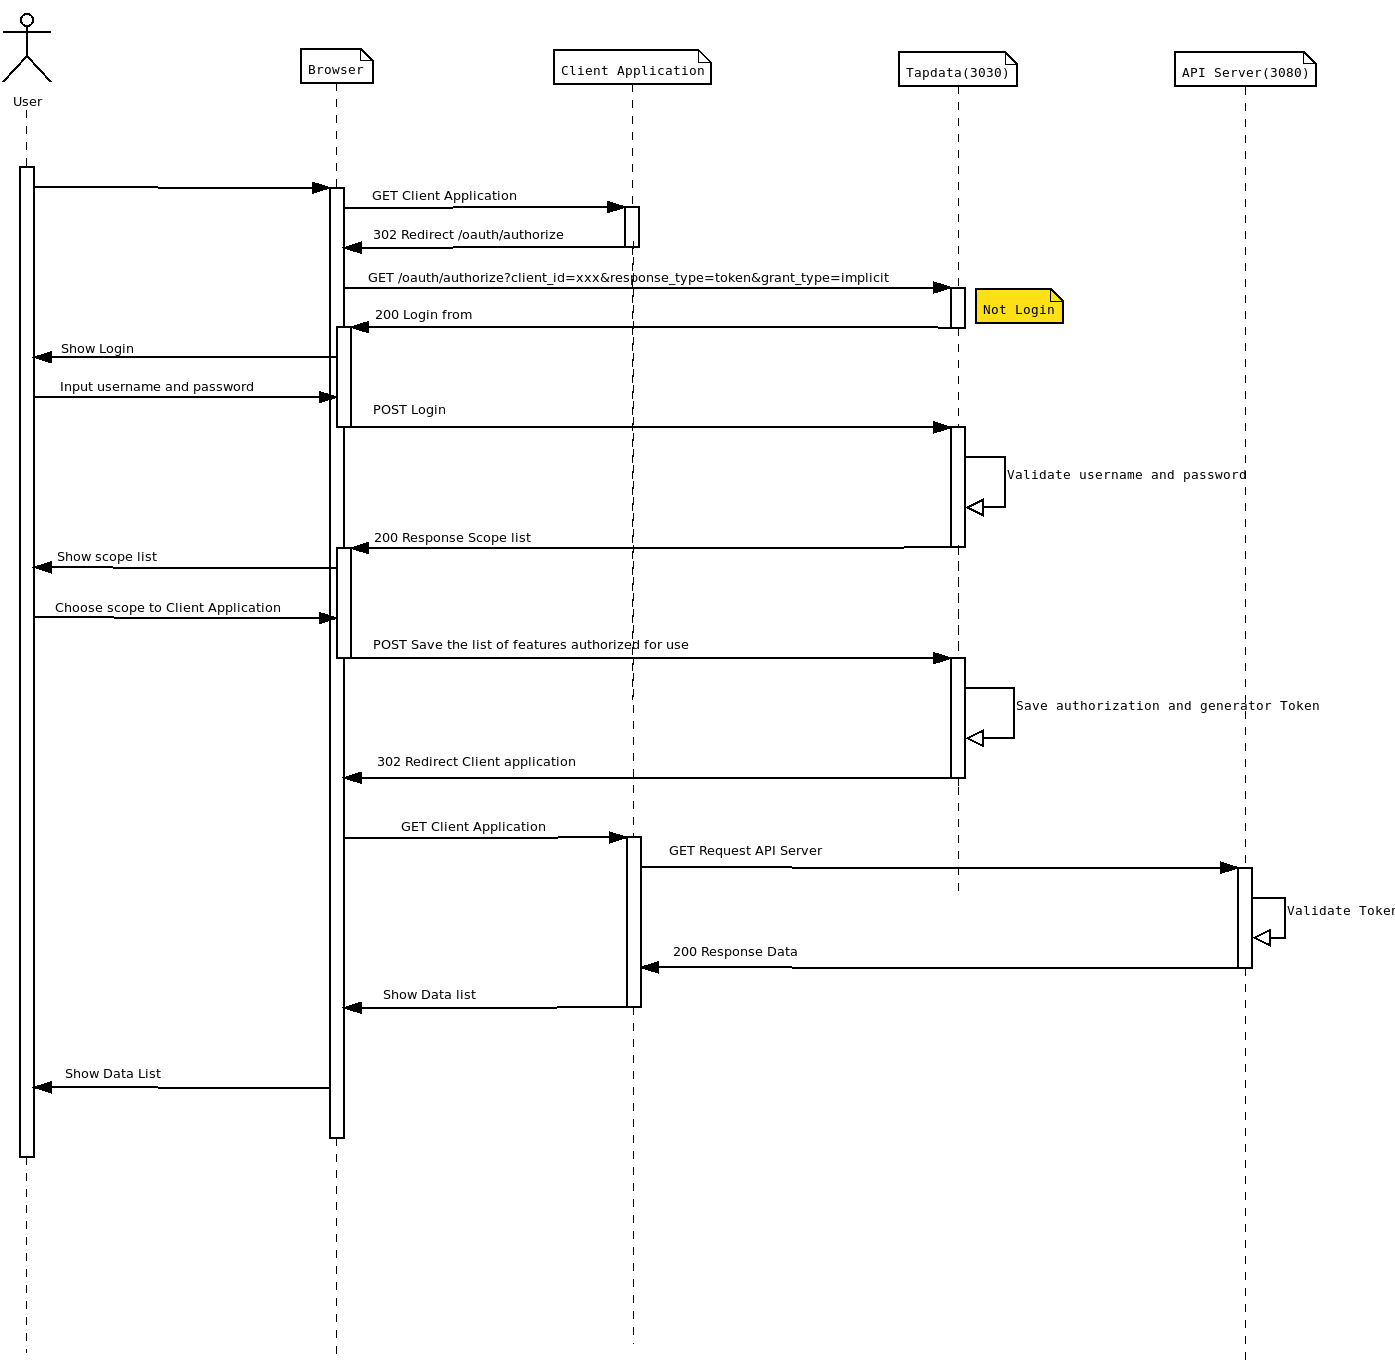 User
Browser
Client Application
Tapdata(3030)
API Server(3080)
GET Client Application
302 Redirect /oauth/authorize
GET /oauth/authorize?client_id=xxx&response_type=token&grant_type=implicit
Not Login
200 Login from
Show Login
Input username and password
POST Login
Validate username and password
200 Response Scope list
Show scope list
Choose scope to Client Application
POST Save the list of features authorized for use
Save authorization and generator Token
302 Redirect Client application
GET Client Application
GET Request API Server
Validate Token
200 Response Data
Show Data list
Show Data List